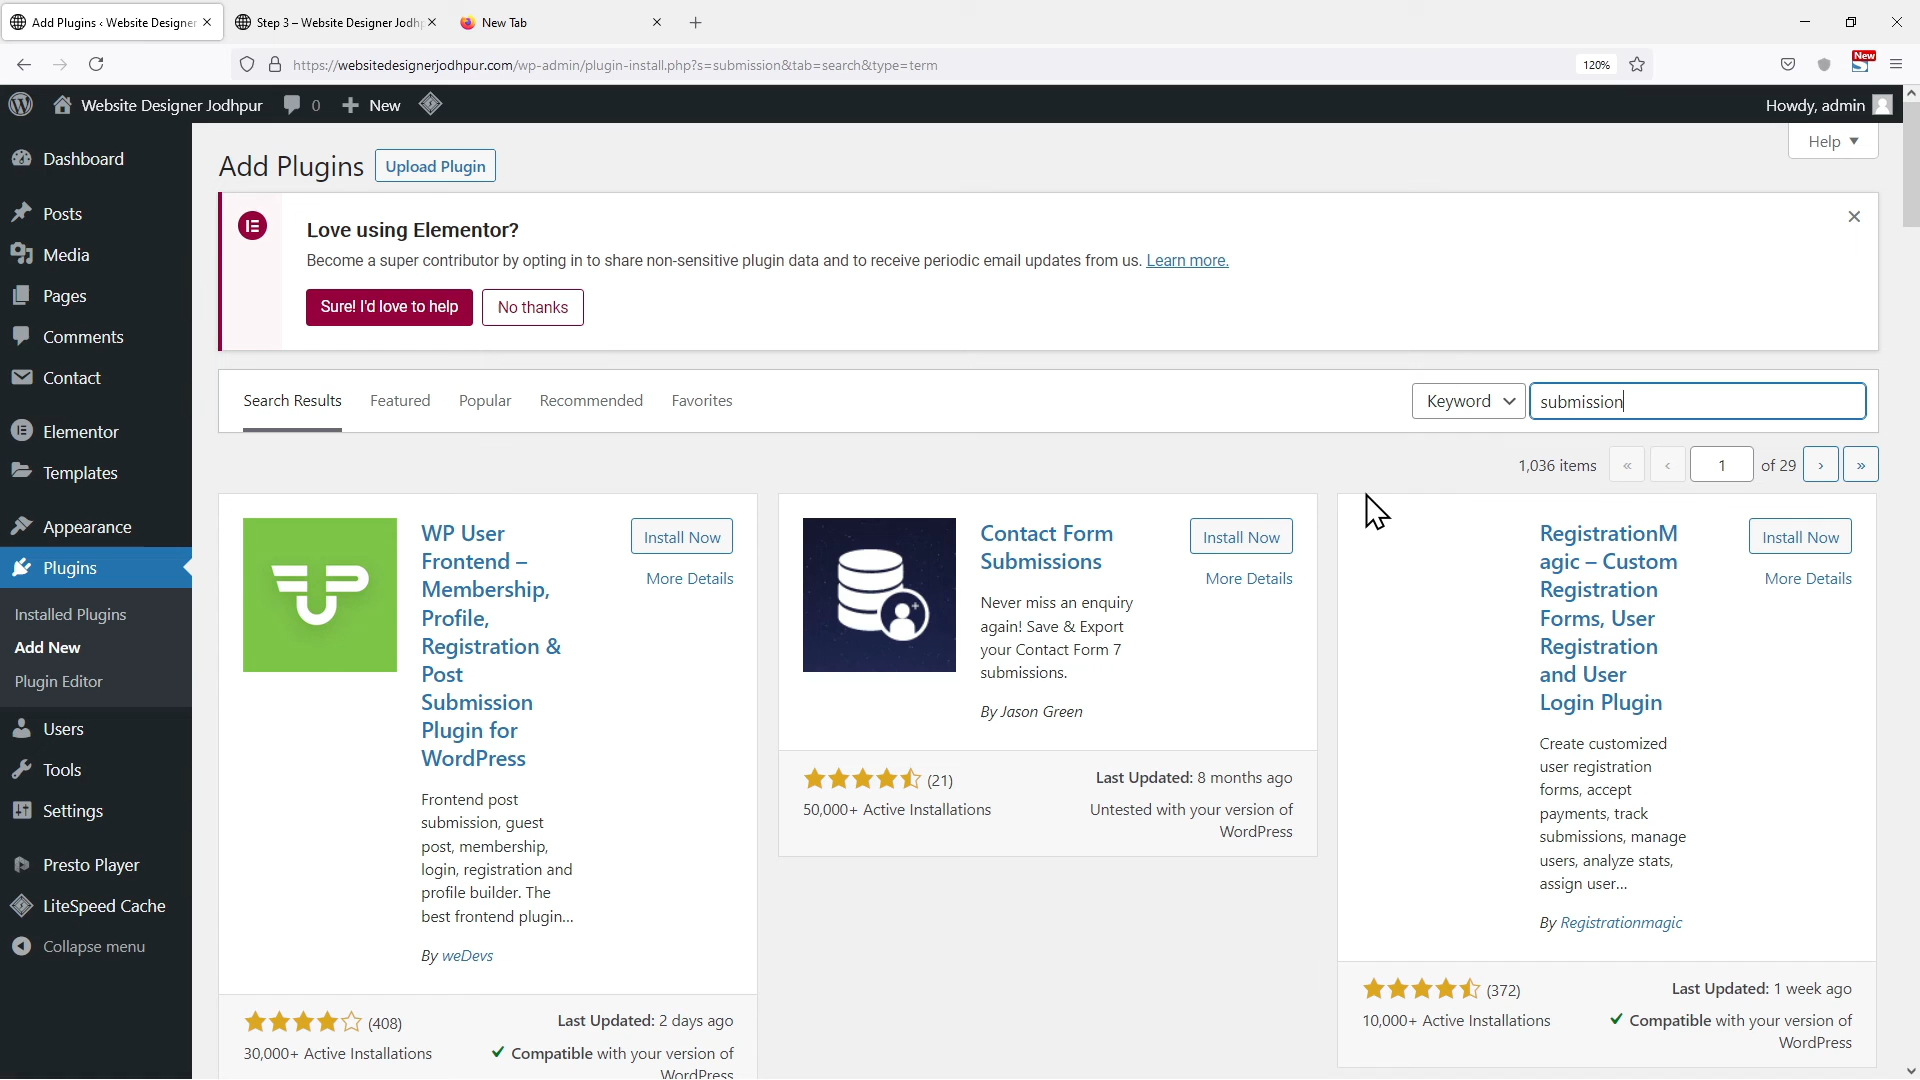 Add Plugins ‹ Website Designer
Step 3 – Website Designer Jodhp
New Tab
https://websitedesignerjodhpur.com/wp-admin/plugin-install.php?s=submission&tab=search&type=term
120%
New
Website Designer Jodhpur
0
New
Howdy, admin
Dashboard
Posts
Media
Pages
Comments
Contact
Elementor
Templates
Appearance
Plugins
Installed Plugins
Add New
Plugin Editor
Users
Tools
Settings
Presto Player
LiteSpeed Cache
Collapse menu
Help
Add Plugins
Upload Plugin
Love using Elementor?
Become a super contributor by opting in to share non-sensitive plugin data and to receive periodic email updates from us. Learn more.
Sure! I'd love to help
No thanks
Search Results
Featured
Popular
Recommended
Favorites
Keyword
submission
1,036 items
«
‹
1
of 29
›
»
WP User
Frontend –
Membership,
Profile,
Registration &
Post
Submission
Plugin for
WordPress
Install Now
More Details
Frontend post
submission, guest
post, membership,
login, registration and
profile builder. The
best frontend plugin...
By weDevs
(408)
30,000+ Active Installations
Last Updated: 2 days ago
Compatible with your version of
WordPress
Contact Form
Submissions
Install Now
More Details
Never miss an enquiry
again! Save & Export
your Contact Form 7
submissions.
By Jason Green
(21)
50,000+ Active Installations
Last Updated: 8 months ago
Untested with your version of
WordPress
RegistrationM
agic – Custom
Registration
Forms, User
Registration
and User
Login Plugin
Install Now
More Details
Create customized
user registration
forms, accept
payments, track
submissions, manage
users, analyze stats,
assign user...
By Registrationmagic
(372)
10,000+ Active Installations
Last Updated: 1 week ago
Compatible with your version of
WordPress